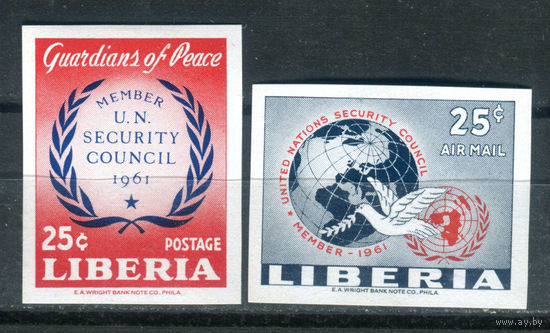 Guardians of Peace
MEMBER
U.N.
SECURITY
COUNCIL
1961
25¢
POSTAGE
LIBERIA
E.A. WRIGHT BANK NOTE CO., PHILA.
25¢
AIR MAIL
UNITED NATIONS SECURITY COUNCIL
* MEMBER - 1961
LIBERIA
E.A. WRIGHT BANK NOTE CO., PHILA.
www.ay.by